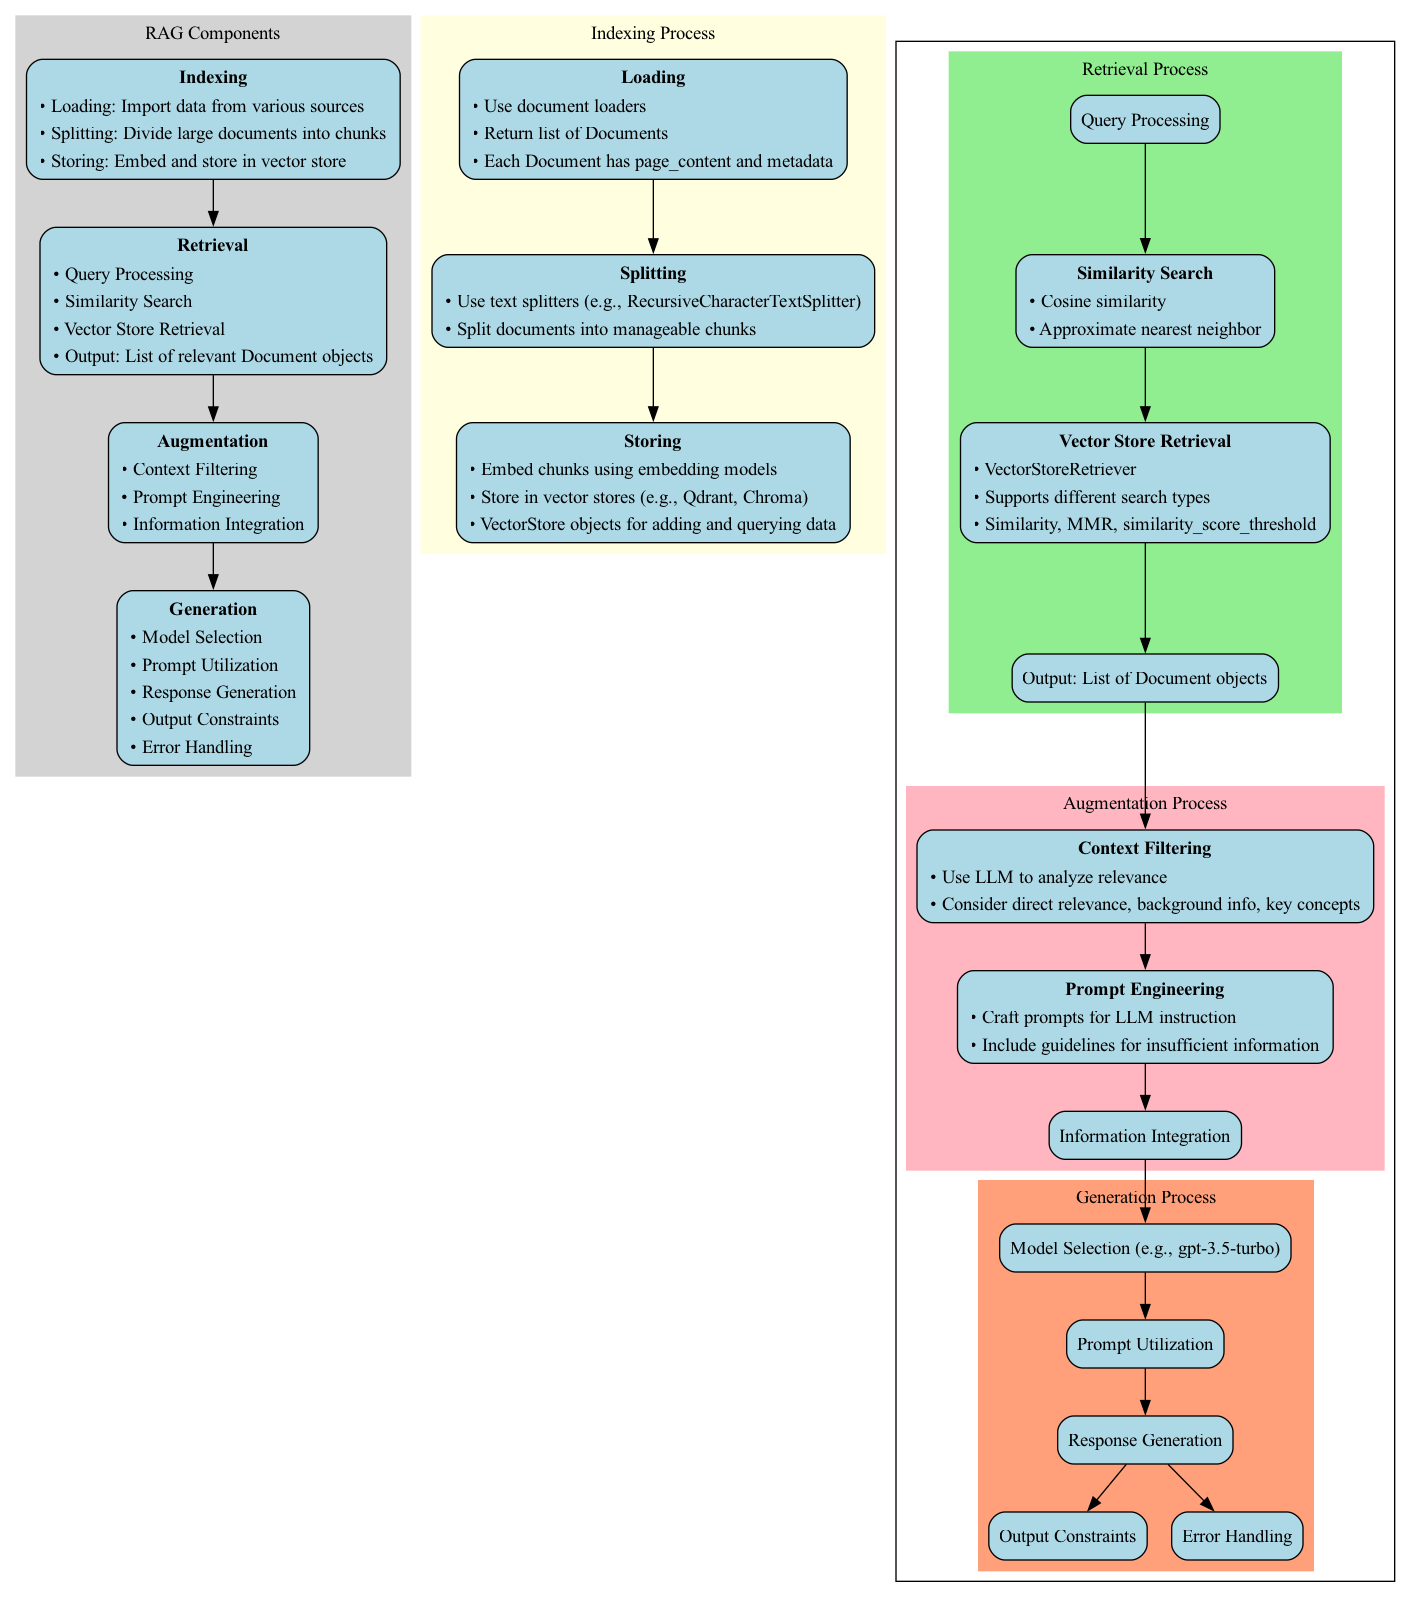 RAG Components
Indexing
• Loading: Import data from various sources
• Splitting: Divide large documents into chunks
• Storing: Embed and store in vector store
Retrieval
• Query Processing
• Similarity Search
• Vector Store Retrieval
• Output: List of relevant Document objects
Augmentation
• Context Filtering
• Prompt Engineering
• Information Integration
Generation
• Model Selection
• Prompt Utilization
• Response Generation
• Output Constraints
• Error Handling
Indexing Process
Loading
• Use document loaders
• Return list of Documents
• Each Document has page_content and metadata
Splitting
• Use text splitters (e.g., RecursiveCharacterTextSplitter)
• Split documents into manageable chunks
Storing
• Embed chunks using embedding models
• Store in vector stores (e.g., Qdrant, Chroma)
• VectorStore objects for adding and querying data
Retrieval Process
Query Processing
Similarity Search
• Cosine similarity
• Approximate nearest neighbor
Vector Store Retrieval
• VectorStoreRetriever
• Supports different search types
• Similarity, MMR, similarity_score_threshold
Output: List of Document objects
Augmentation Process
Context Filtering
• Use LLM to analyze relevance
• Consider direct relevance, background info, key concepts
Prompt Engineering
• Craft prompts for LLM instruction
• Include guidelines for insufficient information
Information Integration
Generation Process
Model Selection (e.g., gpt-3.5-turbo)
Prompt Utilization
Response Generation
Output Constraints
Error Handling